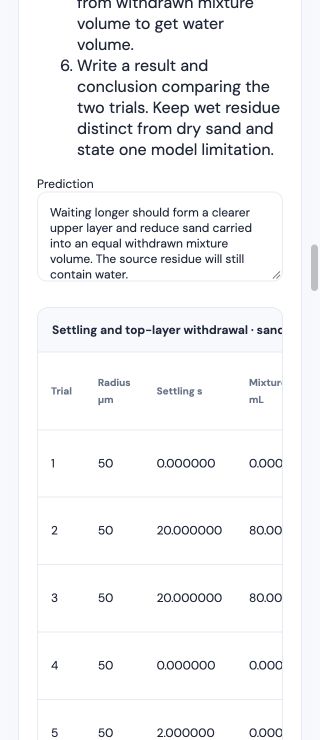 from withdrawn mixture
volume to get water
volume.
6. Write a result and
conclusion comparing the
two trials. Keep wet residue
distinct from dry sand and
state one model limitation.
Prediction
Waiting longer should form a clearer
upper layer and reduce sand carried
into an equal withdrawn mixture
volume. The source residue will still
contain water.
Settling and top-layer withdrawal · sand
Trial Radius µm Settling s Mixture mL
1 50 0.000000 0.000
2 50 20.000000 80.00
3 50 20.000000 80.00
4 50 0.000000 0.000
5 50 2.000000 0.000